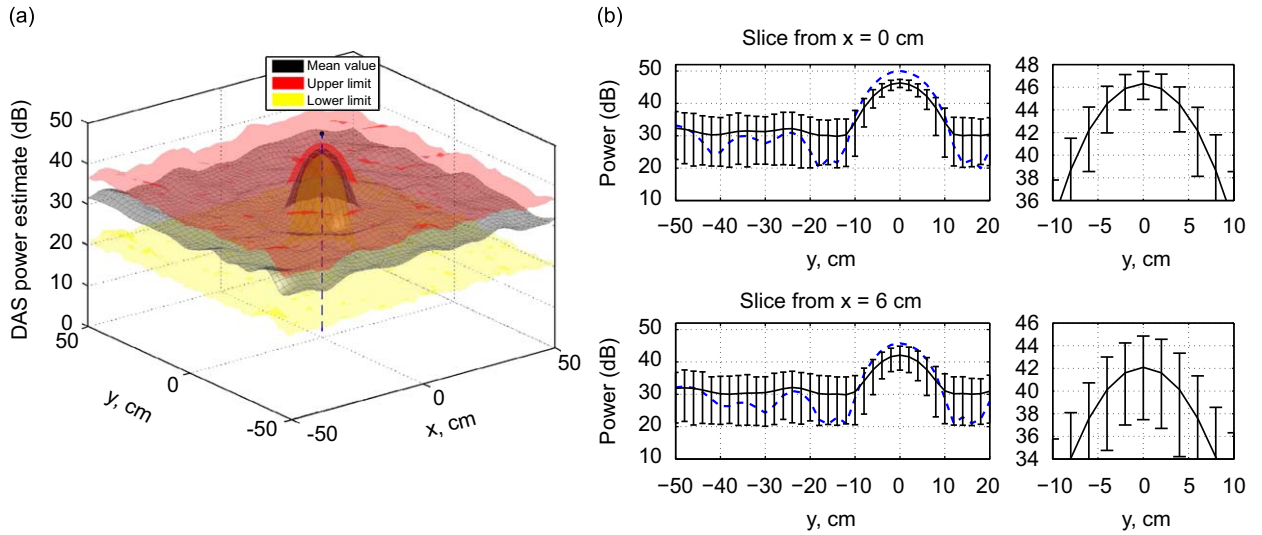 (a)
Mean value
Upper limit
Lower limit
DAS power estimate (dB)
50
40
30
20
10
0
50
0
-50
y, cm
-50
0
50
x, cm
(b)
Slice from x = 0 cm
Power (dB)
50
40
30
20
10
−50 −40 −30 −20 −10 0 10 20
y, cm
48
46
44
42
40
38
36
−10 −5 0 5 10
y, cm
Slice from x = 6 cm
Power (dB)
50
40
30
20
10
−50 −40 −30 −20 −10 0 10 20
y, cm
46
44
42
40
38
36
34
−10 −5 0 5 10
y, cm